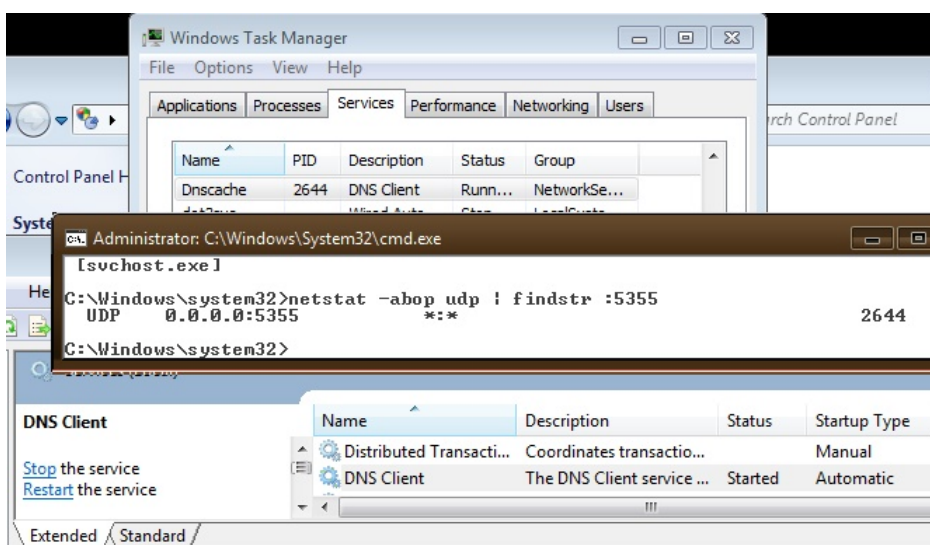 Windows Task Manager
File Options View Help
Applications Processes Services Performance Networking Users
rch Control Panel
Name PID Description Status Group
Control Panel H
Dnscache 2644 DNS Client Runn... NetworkSe...
Syste
Administrator: C:\Windows\System32\cmd.exe
[svchost.exe]
He
C:\Windows\system32>netstat -abop udp | findstr :5355
UDP 0.0.0.0:5355 *:* 2644
C:\Windows\system32>
DNS Client
Name Description Status Startup Type
Distributed Transacti... Coordinates transactio... Manual
Stop the service
DNS Client The DNS Client service ... Started Automatic
Restart the service
Extended Standard